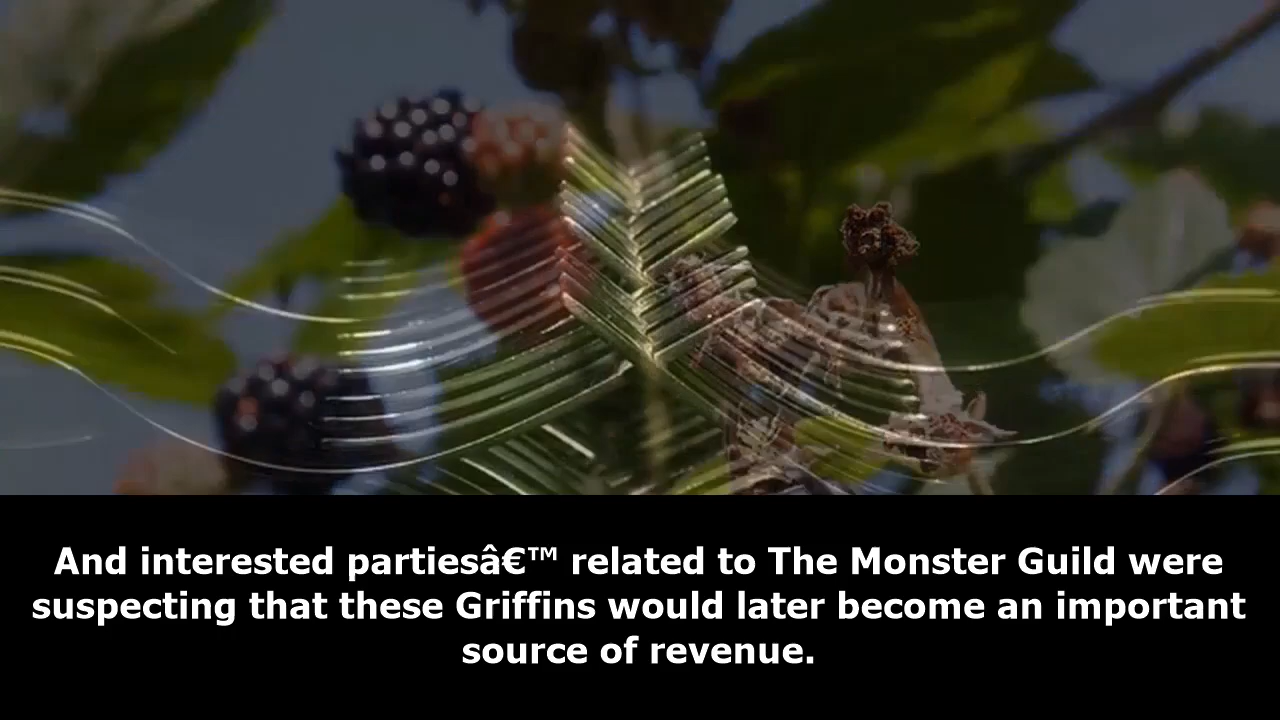 And interested partiesâ€™ related to The Monster Guild were
suspecting that these Griffins would later become an important
source of revenue.